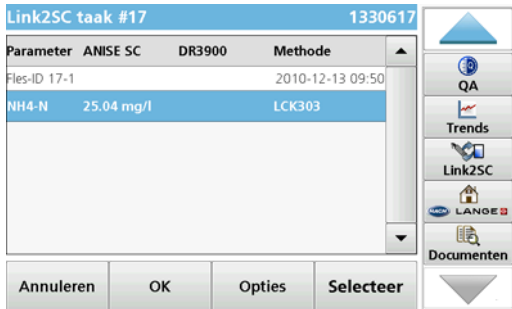 Link2SC taak #17 1330617
Parameter ANISE SC DR3900 Methode
Fles-ID 17-1 2010-12-13 09:50
NH4-N 25.04 mg/l LCK303
Annuleren OK Opties Selecteer
QA
Trends
Link2SC
HACH LANGE
Documenten